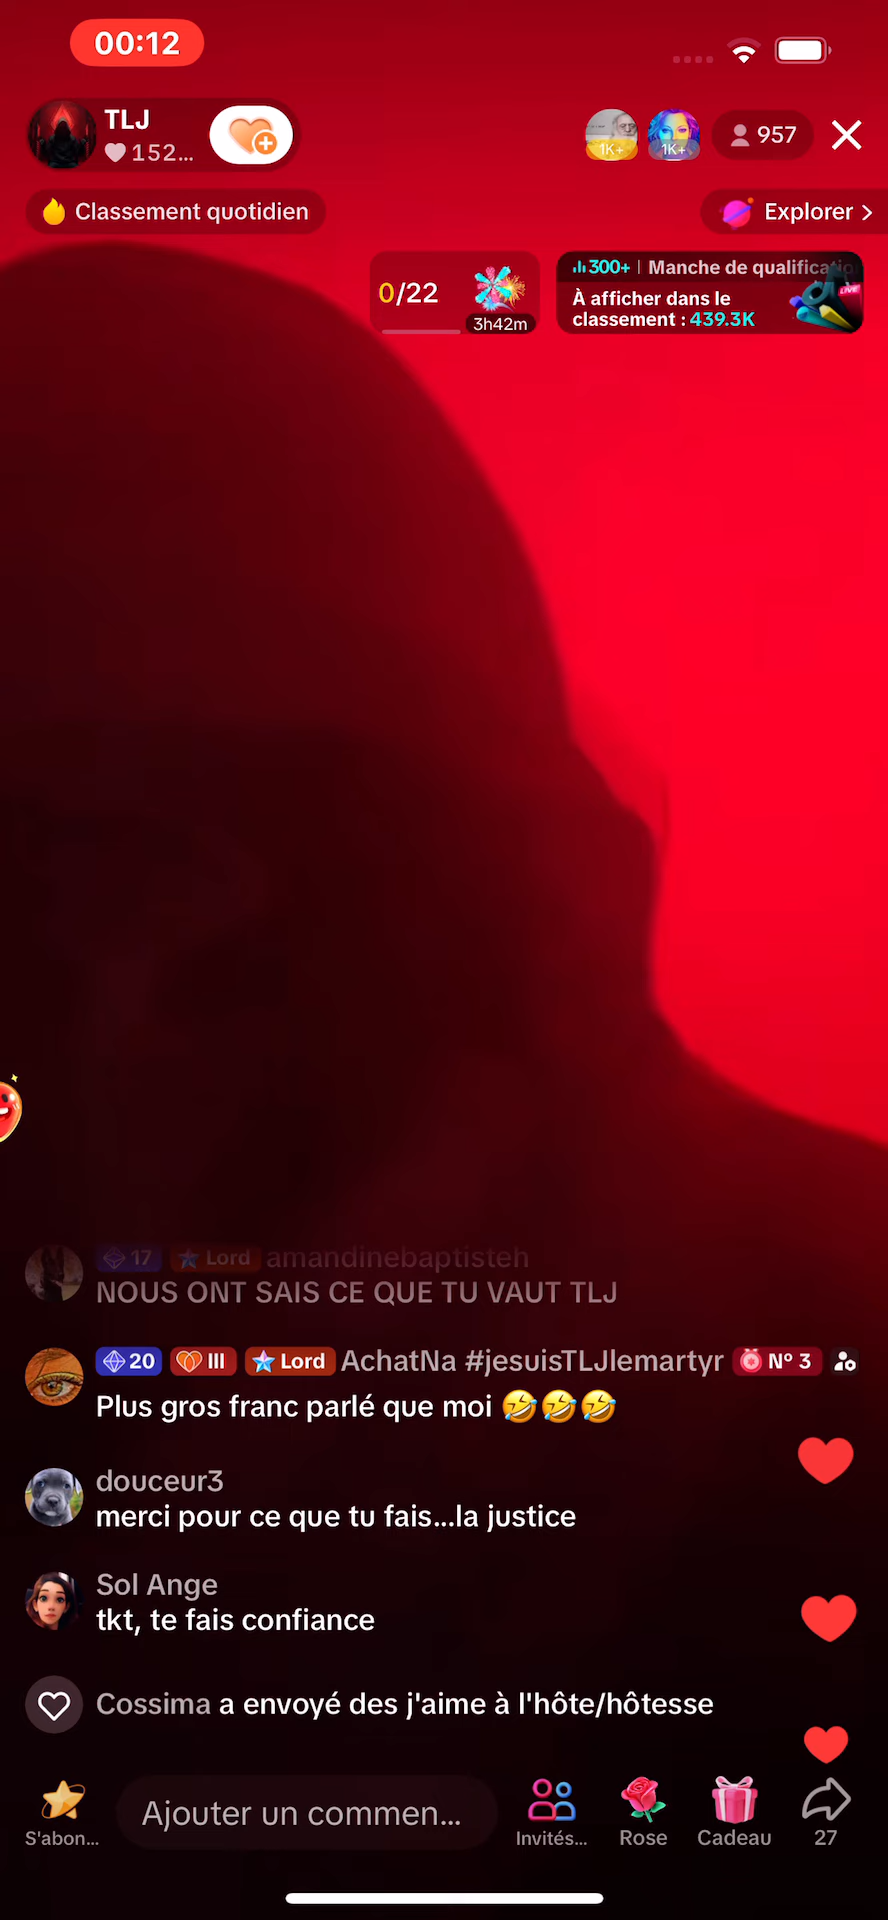 00:12
TLJ
152...
1K+
1K+
957
Classement quotidien
Explorer
0/22
3h42m
300+ | Manche de qualificatio
À afficher dans le
classement : 439.3K
LIVE
17 Lord amandinebaptisteh
NOUS ONT SAIS CE QUE TU VAUT TLJ
20 III Lord AchatNa #jesuisTLJlemartyr Nº 3
Plus gros franc parlé que moi 🤣🤣🤣
douceur3
merci pour ce que tu fais...la justice
Sol Ange
tkt, te fais confiance
Cossima a envoyé des j'aime à l'hôte/hôtesse
Ajouter un commen...
S'abon...
Invités...
Rose
Cadeau
27